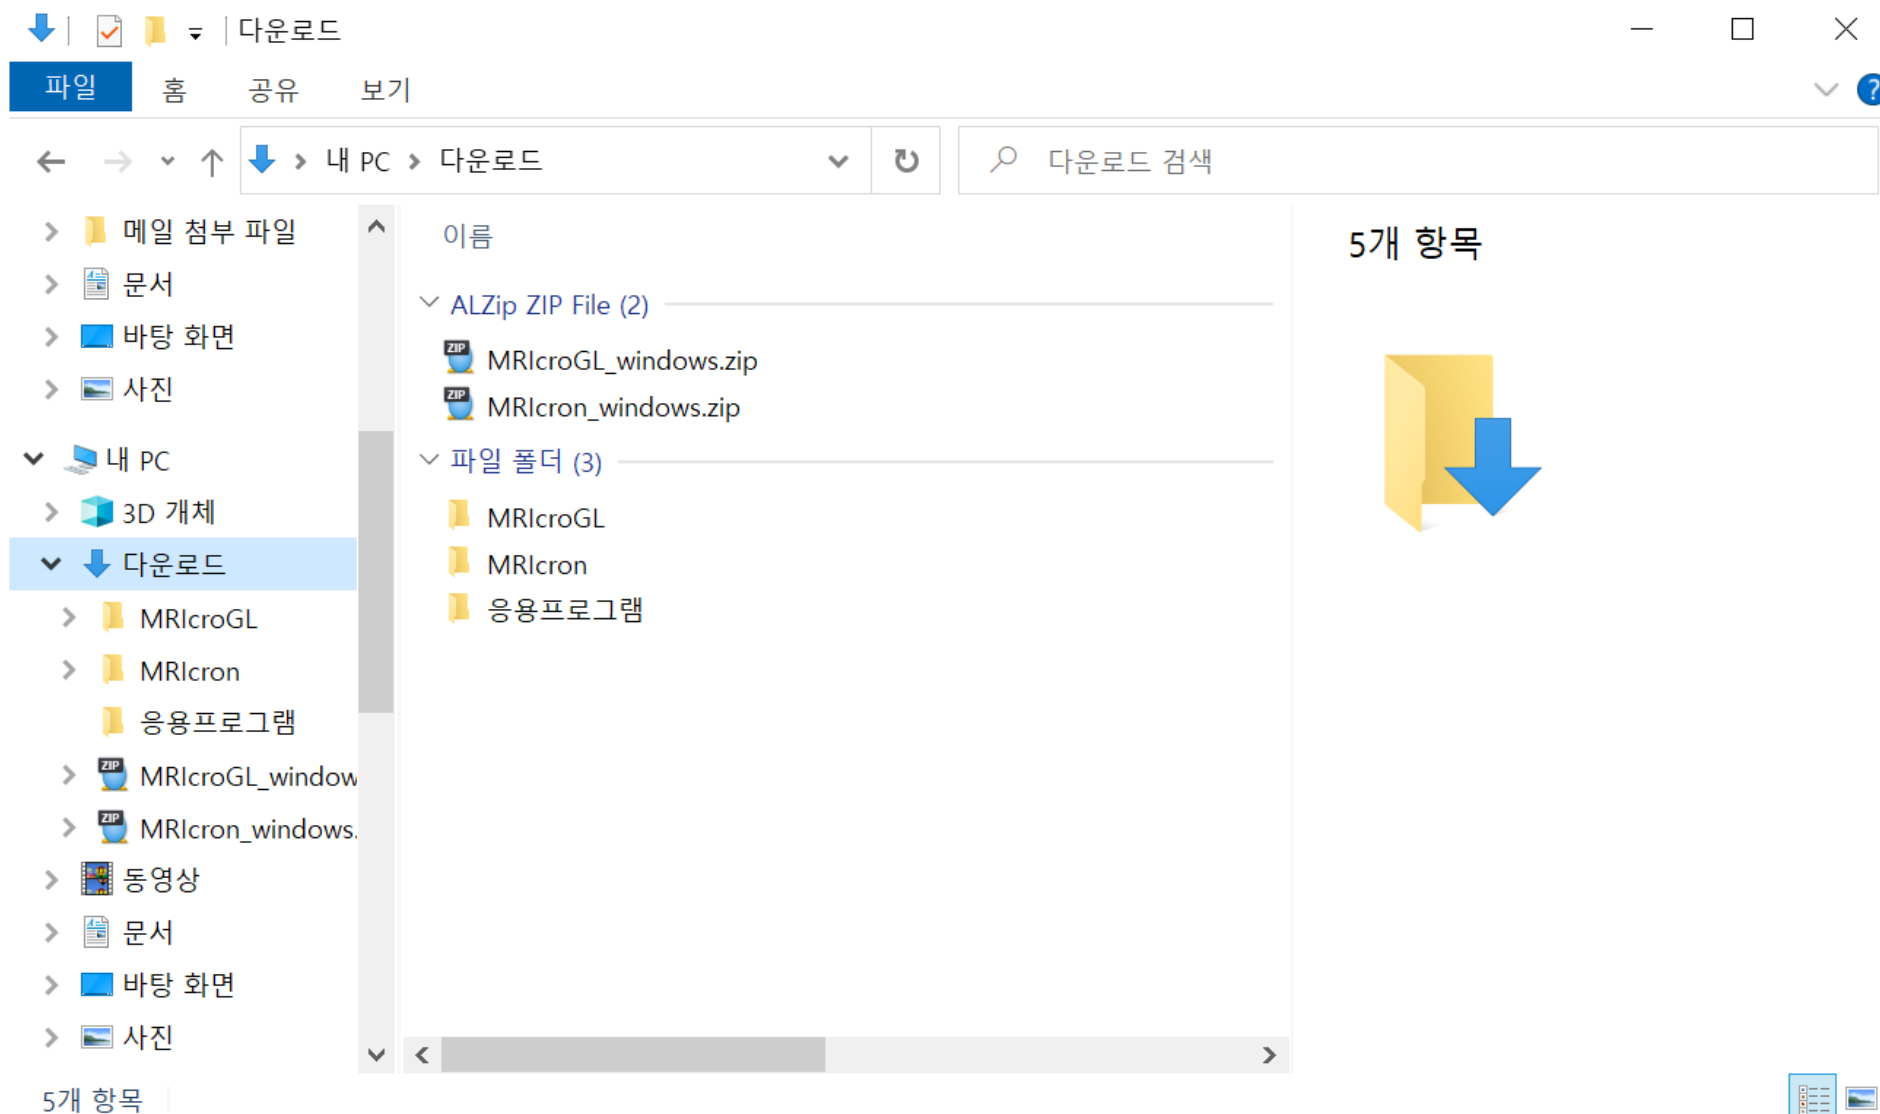 다운로드
파일 홈 공유 보기
내 PC 다운로드
다운로드 검색
메일 첨부 파일
문서
바탕 화면
사진
내 PC
3D 개체
다운로드
MRIcroGL
MRIcron
응용프로그램
MRIcroGL_window
MRIcron_windows.
동영상
문서
바탕 화면
사진
이름
ALZip ZIP File (2)
MRIcroGL_windows.zip
MRIcron_windows.zip
파일 폴더 (3)
MRIcroGL
MRIcron
응용프로그램
5개 항목
5개 항목